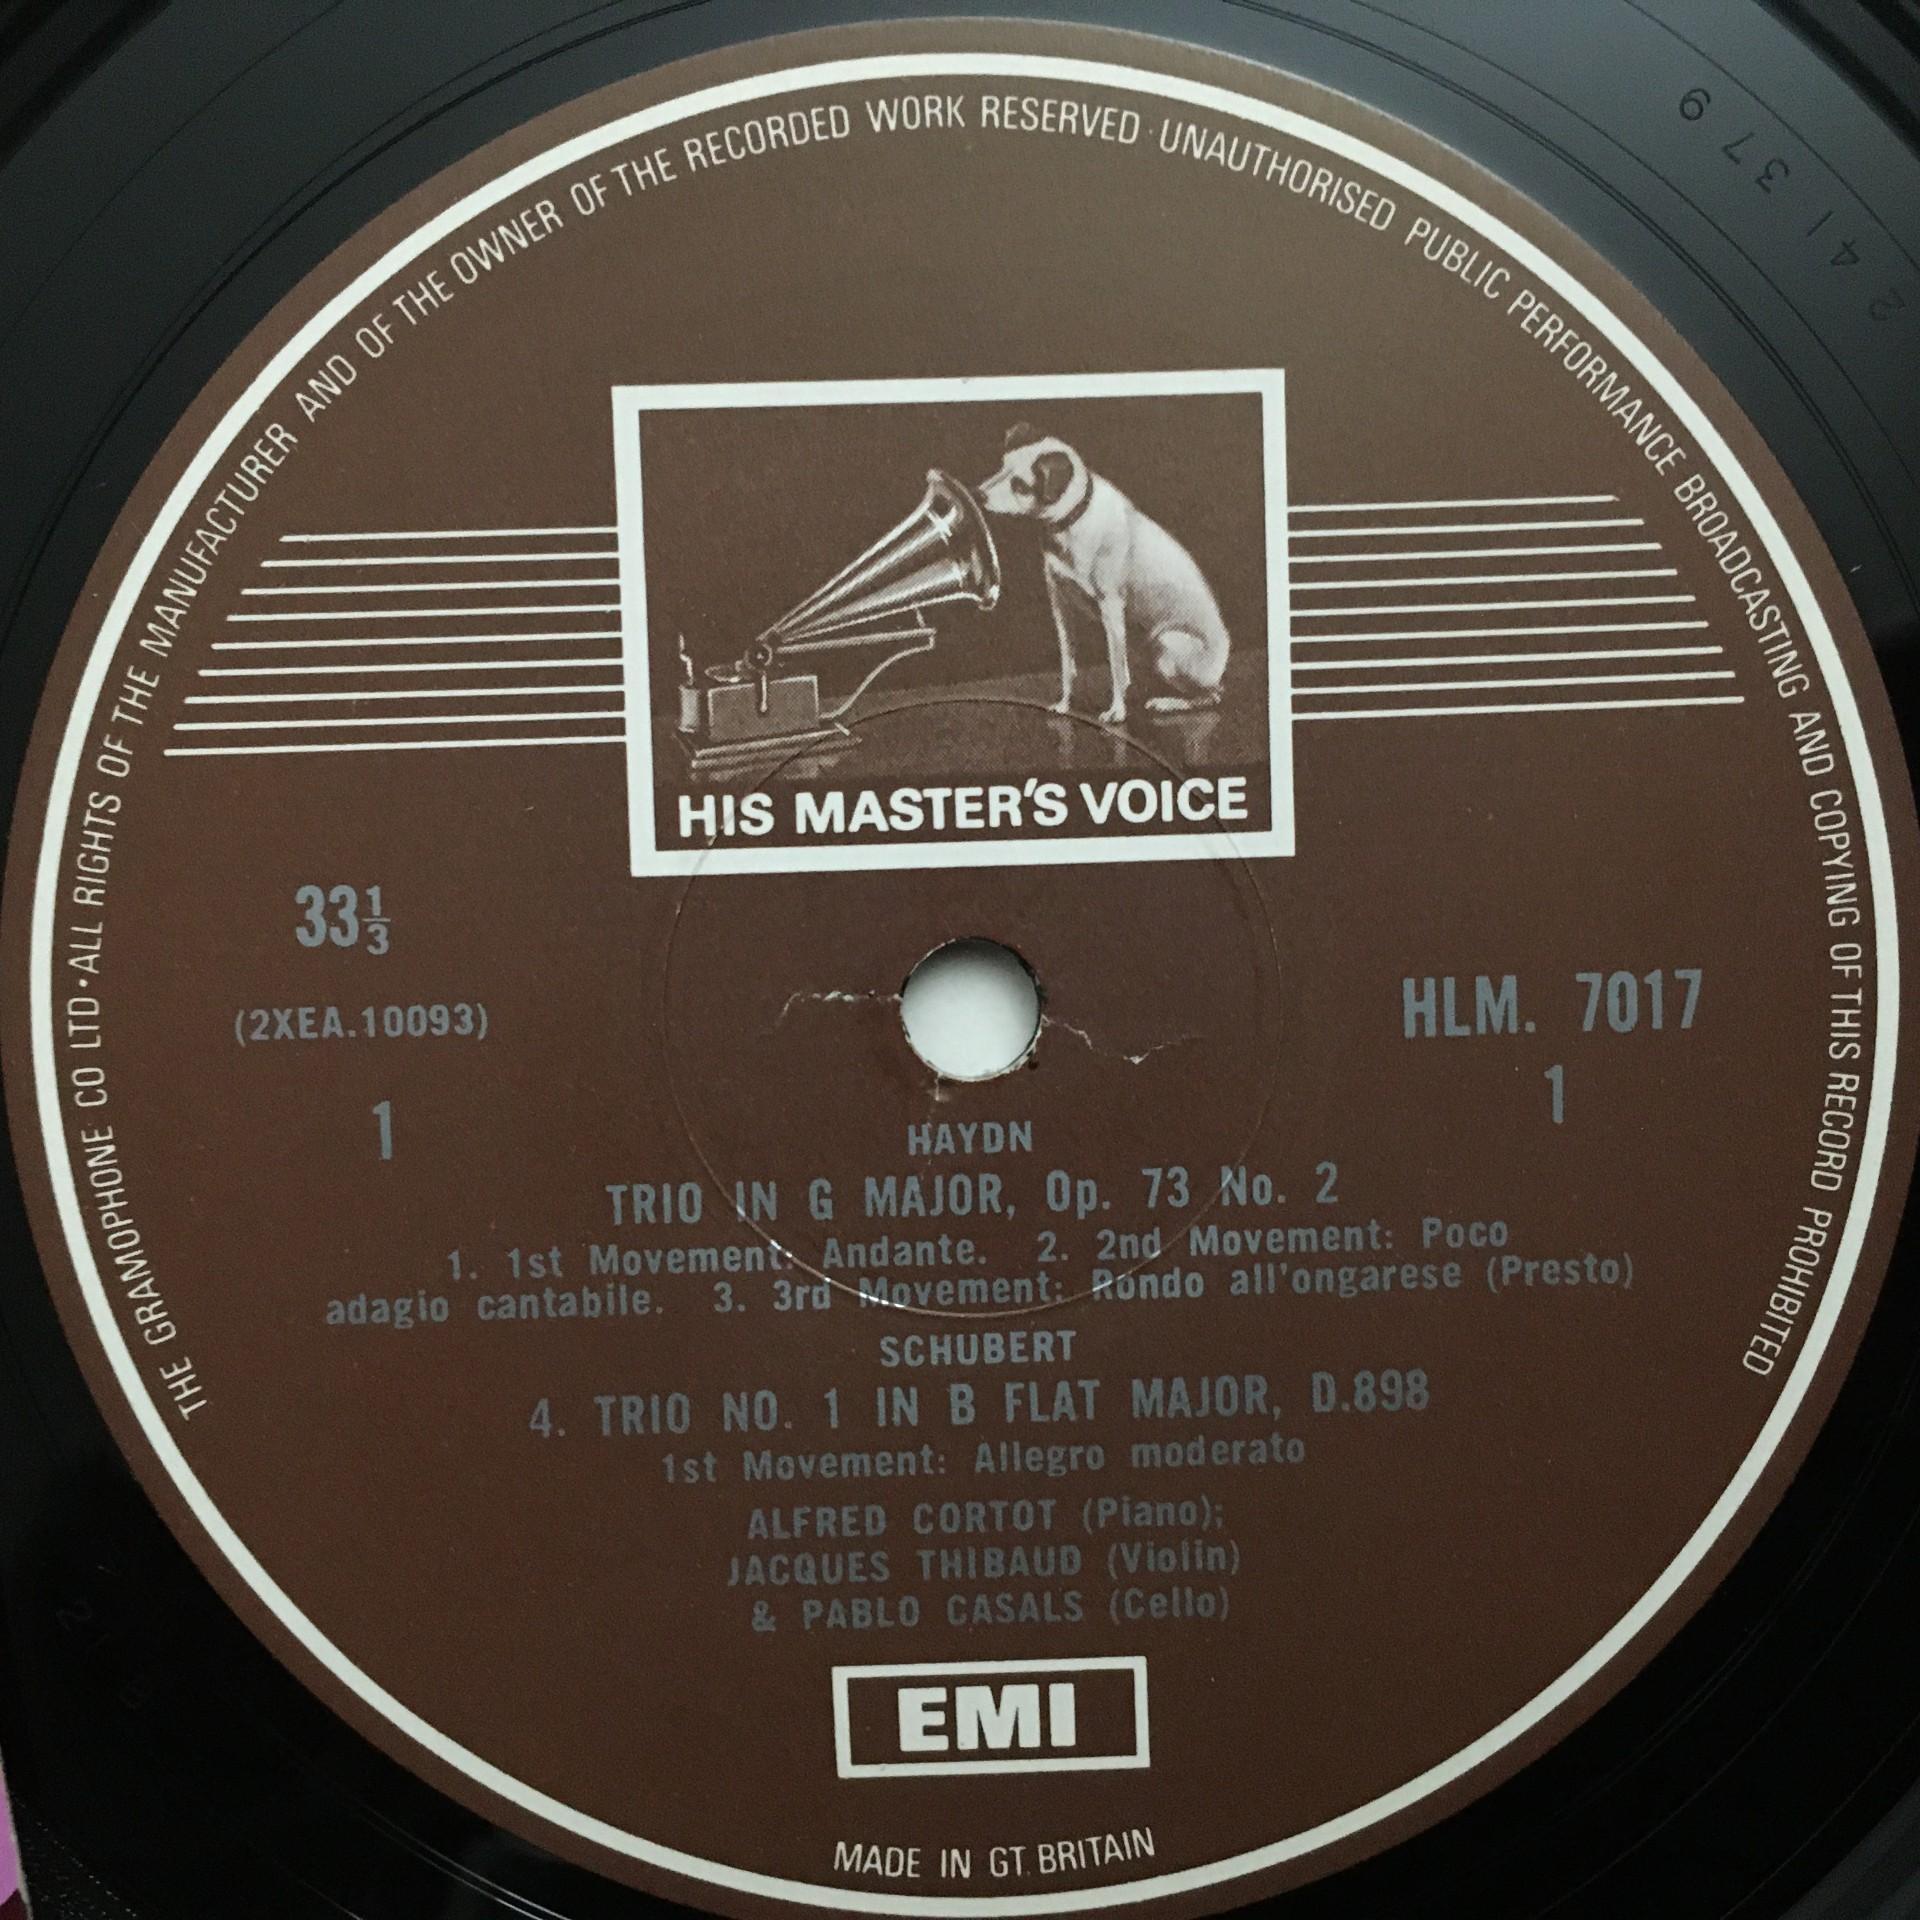 THE GRAMOPHONE CO LTD·ALL RIGHTS OF THE MANUFACTURER AND OF THE OWNER OF THE RECORDED WORK RESERVED·UNAUTHORISED PUBLIC PERFORMANCE BROADCASTING AND COPYING OF THIS RECORD PROHIBITED
24137 9
HIS MASTER'S VOICE
33⅓
(2XEA.10093)
1
HLM. 7017
1
HAYDN
TRIO IN G MAJOR, Op. 73 No. 2
1. 1st Movement: Andante. 2. 2nd Movement: Poco
adagio cantabile. 3. 3rd Movement: Rondo all'ongarese (Presto)
SCHUBERT
4. TRIO NO. 1 IN B FLAT MAJOR, D.898
1st Movement: Allegro moderato
ALFRED CORTOT (Piano);
JACQUES THIBAUD (Violin)
& PABLO CASALS (Cello)
EMI
MADE IN GT. BRITAIN